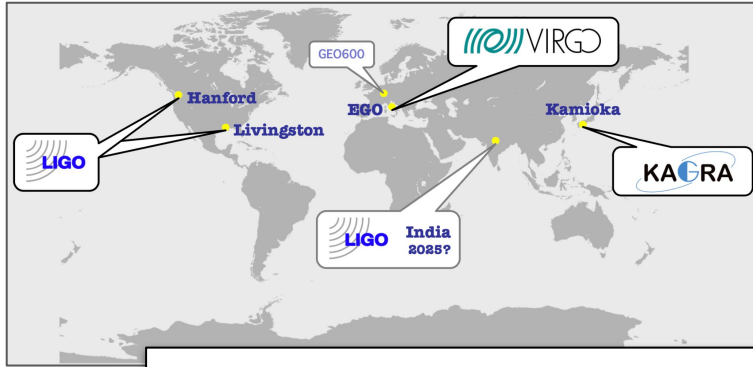 VIRGO
GEO600
Hanford
EGO
Kamioka
Livingston
LIGO
KAGRA
LIGO India
2025?